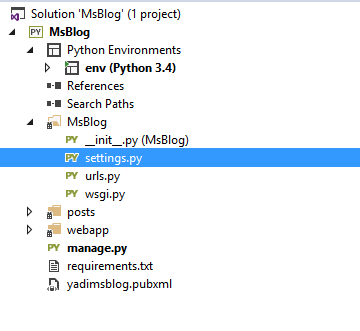 Solution 'MsBlog' (1 project)
PY MsBlog
Python Environments
env (Python 3.4)
References
Search Paths
MsBlog
PY __init__.py (MsBlog)
PY settings.py
PY urls.py
PY wsgi.py
posts
webapp
PY manage.py
requirements.txt
yadimsblog.pubxml